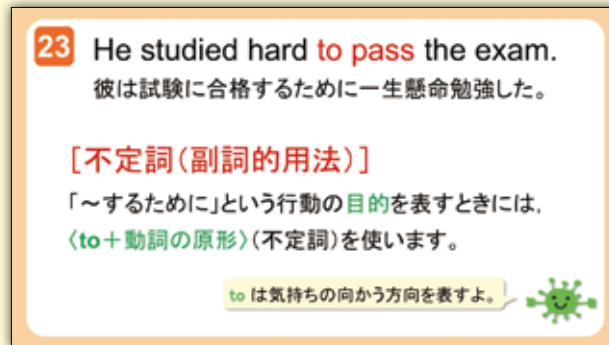 23 He studied hard to pass the exam.
彼は試験に合格するために一生懸命勉強した。
[不定詞(副詞的用法)]
「〜するために」という行動の目的を表すときには,
〈to+動詞の原形〉(不定詞)を使います。
to は気持ちの向かう方向を表すよ。